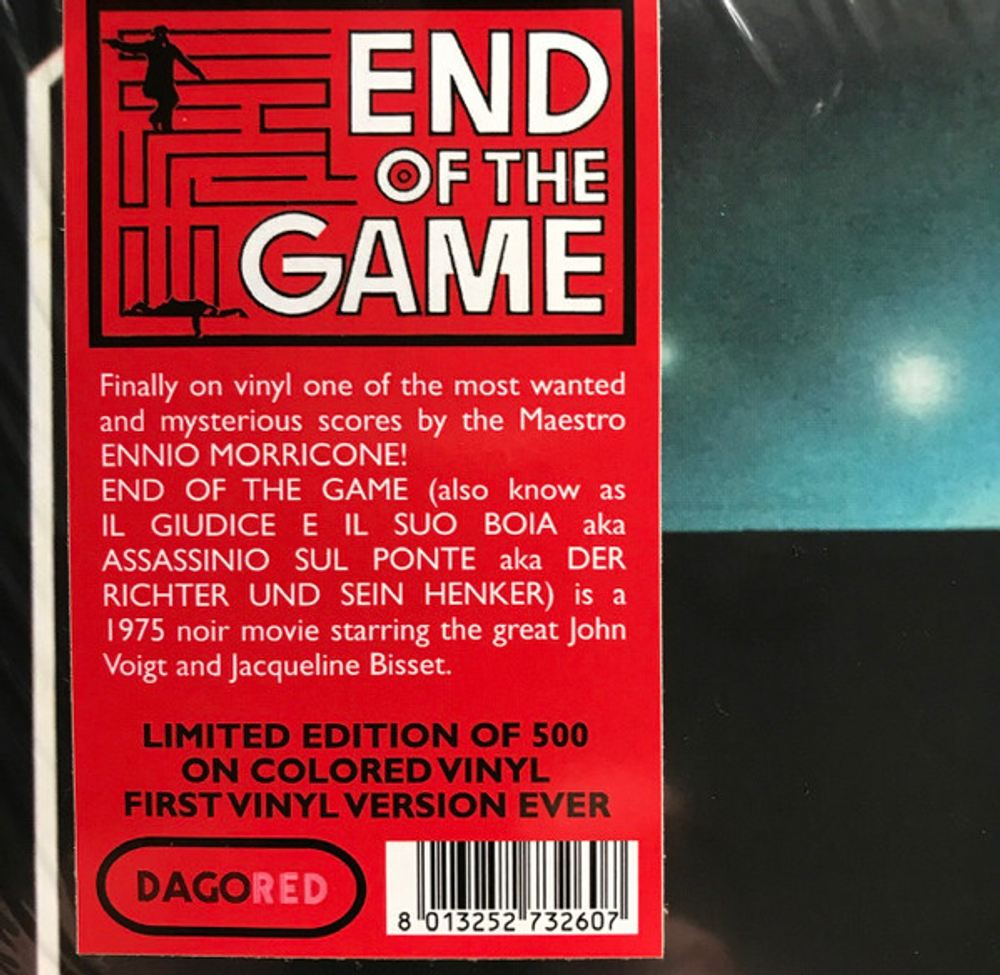 END
OF THE
GAME
Finally on vinyl one of the most wanted
and mysterious scores by the Maestro
ENNIO MORRICONE!
END OF THE GAME (also know as
IL GIUDICE E IL SUO BOIA aka
ASSASSINIO SUL PONTE aka DER
RICHTER UND SEIN HENKER) is a
1975 noir movie starring the great John
Voigt and Jacqueline Bisset.
LIMITED EDITION OF 500
ON COLORED VINYL
FIRST VINYL VERSION EVER
DAGORED
8 013252 732607